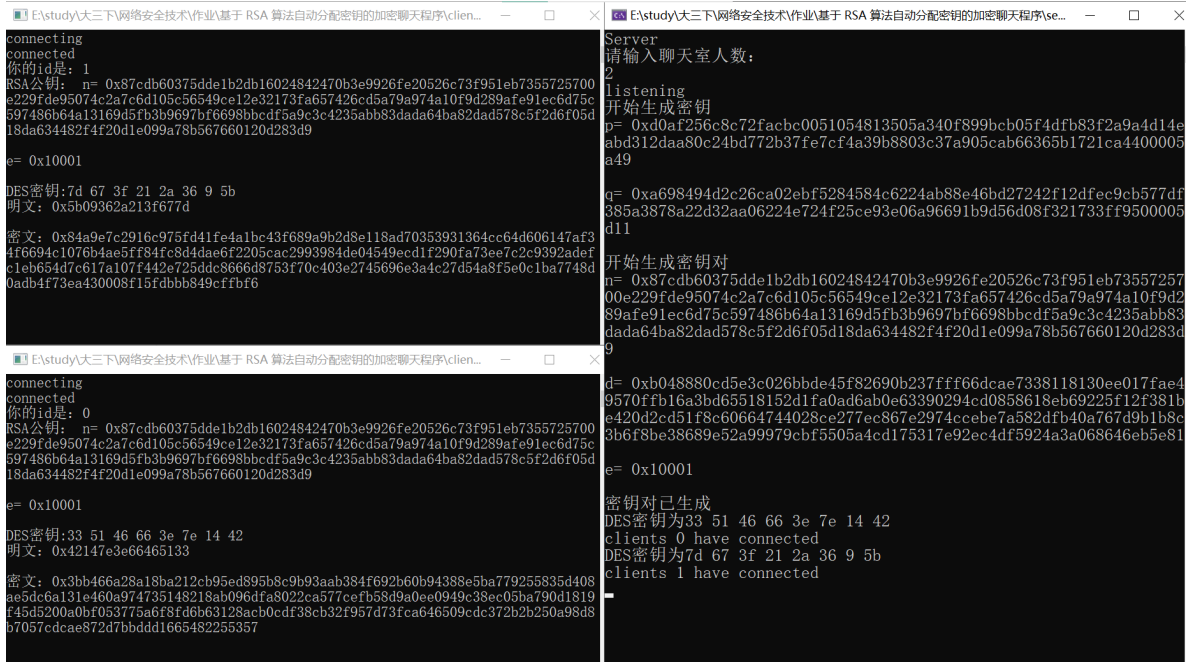 E:\study\大三下\网络安全技术\作业\基于 RSA 算法自动分配密钥的加密聊天程序\clien...
connecting
connected
你的id是：1
RSA公钥： n= 0x87cdb60375dde1b2db16024842470b3e9926fe20526c73f951eb7355725700
e229fde95074c2a7c6d105c56549ce12e32173fa657426cd5a79a974a10f9d289afe91ec6d75c
597486b64a13169d5fb3b9697bf6698bbcdf5a9c3c4235abb83dada64ba82dad578c5f2d6f05d
18da634482f4f20d1e099a78b567660120d283d9
e= 0x10001
DES密钥:7d 67 3f 21 2a 36 9 5b
明文：0x5b09362a213f677d
密文：0x84a9e7c2916c975fd41fe4a1bc43f689a9b2d8e118ad70353931364cc64d606147af3
4f6694c1076b4ae5ff84fc8d4dae6f2205cac2993984de04549ecd1f290fa73ee7c2c9392adef
c1eb654d7c617a107f442e725ddc8666d8753f70c403e2745696e3a4c27d54a8f5e0c1ba7748d
0adb4f73ea430008f15fdbbb849cffbf6
E:\study\大三下\网络安全技术\作业\基于 RSA 算法自动分配密钥的加密聊天程序\clien...
connecting
connected
你的id是：0
RSA公钥： n= 0x87cdb60375dde1b2db16024842470b3e9926fe20526c73f951eb7355725700
e229fde95074c2a7c6d105c56549ce12e32173fa657426cd5a79a974a10f9d289afe91ec6d75c
597486b64a13169d5fb3b9697bf6698bbcdf5a9c3c4235abb83dada64ba82dad578c5f2d6f05d
18da634482f4f20d1e099a78b567660120d283d9
e= 0x10001
DES密钥:33 51 46 66 3e 7e 14 42
明文：0x42147e3e66465133
密文：0x3bb466a28a18ba212cb95ed895b8c9b93aab384f692b60b94388e5ba779255835d408
ae5dc6a131e460a974735148218ab096dfa8022ca577cefb58d9a0ee0949c38ec05ba790d1819
f45d5200a0bf053775a6f8fd6b63128acb0cdf38cb32f957d73fca646509cdc372b2b250a98d8
b7057cdcae872d7bbddd1665482255357
E:\study\大三下\网络安全技术\作业\基于 RSA 算法自动分配密钥的加密聊天程序\se...
Server
请输入聊天室人数：
2
listening
开始生成密钥
p= 0xd0af256c8c72facbc0051054813505a340f899bcb05f4dfb83f2a9a4d14e
abd312daa80c24bd772b37fe7cf4a39b8803c37a905cab66365b1721ca4400005
a49
q= 0xa698494d2c26ca02ebf5284584c6224ab88e46bd27242f12dfec9cb577df
385a3878a22d32aa06224e724f25ce93e06a96691b9d56d08f321733ff9500005
d11
开始生成密钥对
n= 0x87cdb60375dde1b2db16024842470b3e9926fe20526c73f951eb73557257
00e229fde95074c2a7c6d105c56549ce12e32173fa657426cd5a79a974a10f9d2
89afe91ec6d75c597486b64a13169d5fb3b9697bf6698bbcdf5a9c3c4235abb83
dada64ba82dad578c5f2d6f05d18da634482f4f20d1e099a78b567660120d283d
9
d= 0xb048880cd5e3c026bbde45f82690b237fff66dcae7338118130ee017fae4
9570ffb16a3bd65518152d1fa0ad6ab0e63390294cd0858618eb69225f12f381b
e420d2cd51f8c60664744028ce277ec867e2974ccebe7a582dfb40a767d9b1b8c
3b6f8be38689e52a99979cbf5505a4cd175317e92ec4df5924a3a068646eb5e81
e= 0x10001
密钥对已生成
DES密钥为33 51 46 66 3e 7e 14 42
clients 0 have connected
DES密钥为7d 67 3f 21 2a 36 9 5b
clients 1 have connected